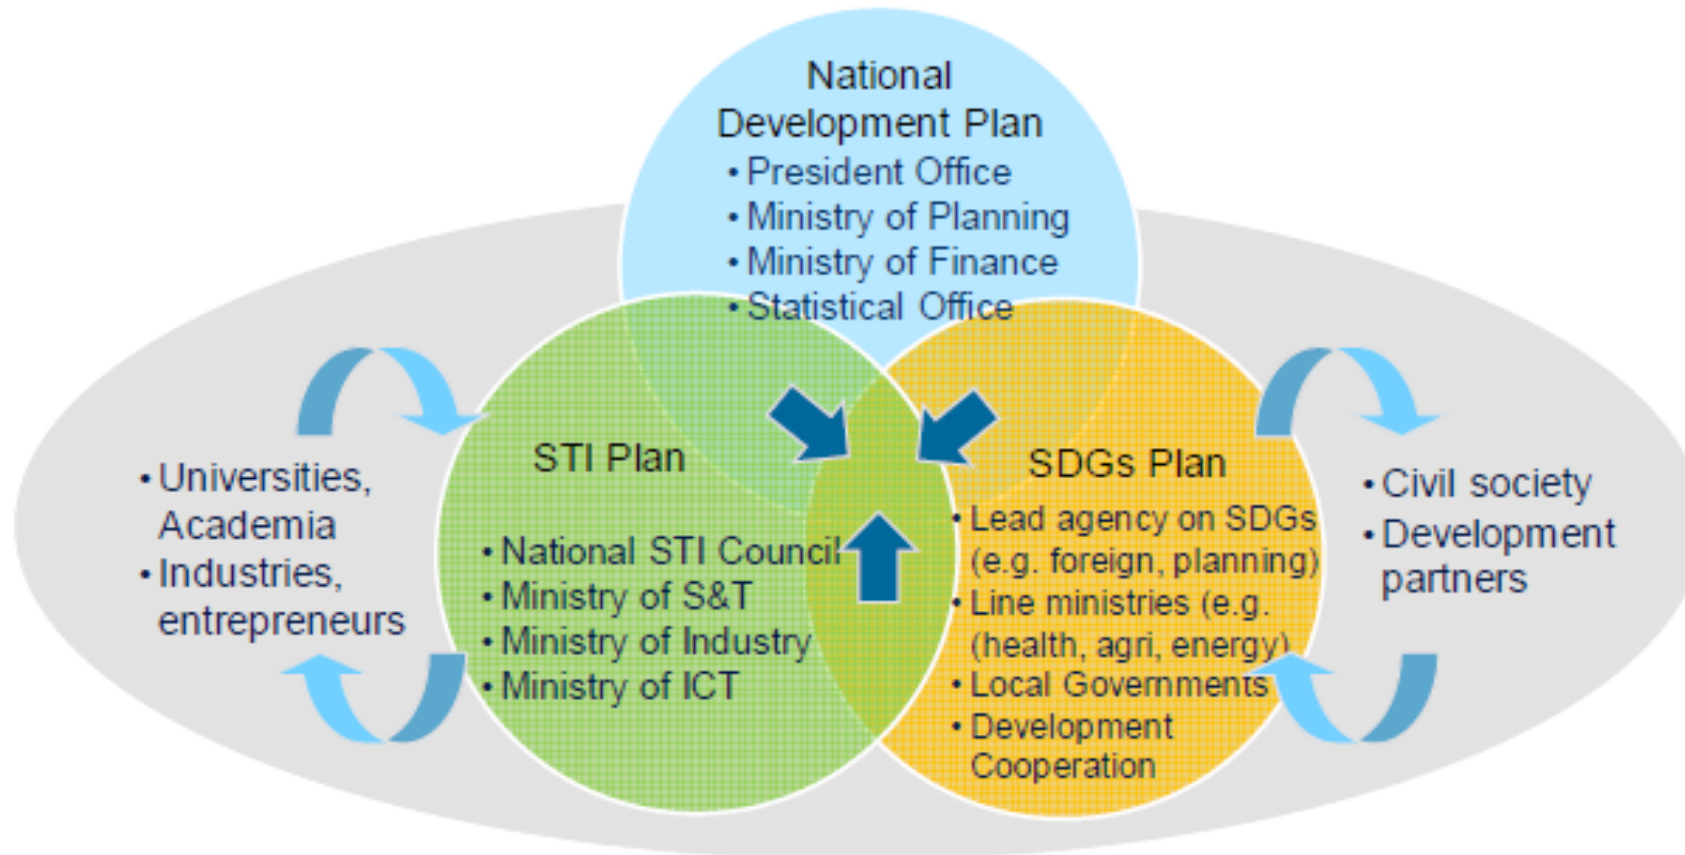 National
Development Plan
• President Office
• Ministry of Planning
• Ministry of Finance
• Statistical Office
• Universities,
Academia
• Industries,
entrepreneurs
STI Plan
• National STI Council
• Ministry of S&T
• Ministry of Industry
• Ministry of ICT
SDGs Plan
• Lead agency on SDGs
(e.g. foreign, planning)
• Line ministries (e.g.
(health, agri, energy)
• Local Governments
• Development
Cooperation
• Civil society
• Development
partners